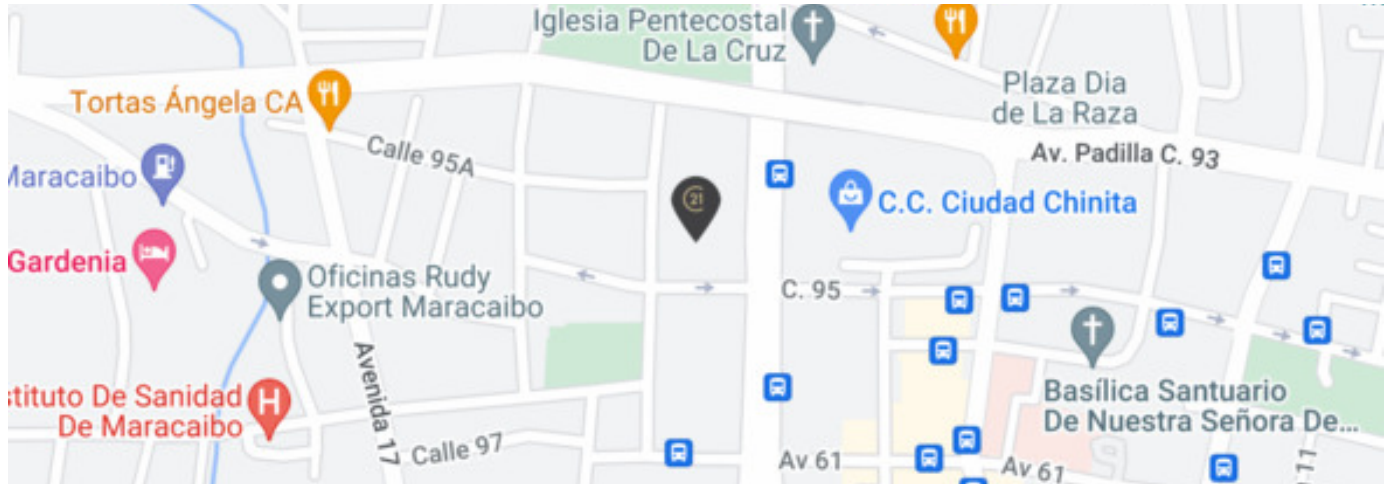 Iglesia Pentecostal
De La Cruz
Plaza Dia
de La Raza
Tortas Ángela CA
Calle 95A
Av. Padilla C. 93
Maracaibo
21
C.C. Ciudad Chinita
Gardenia
Oficinas Rudy
Export Maracaibo
C. 95
Avenida 17
stituto De Sanidad
De Maracaibo
H
Basílica Santuario
De Nuestra Señora De...
Calle 97
Av 61
Av 61
11